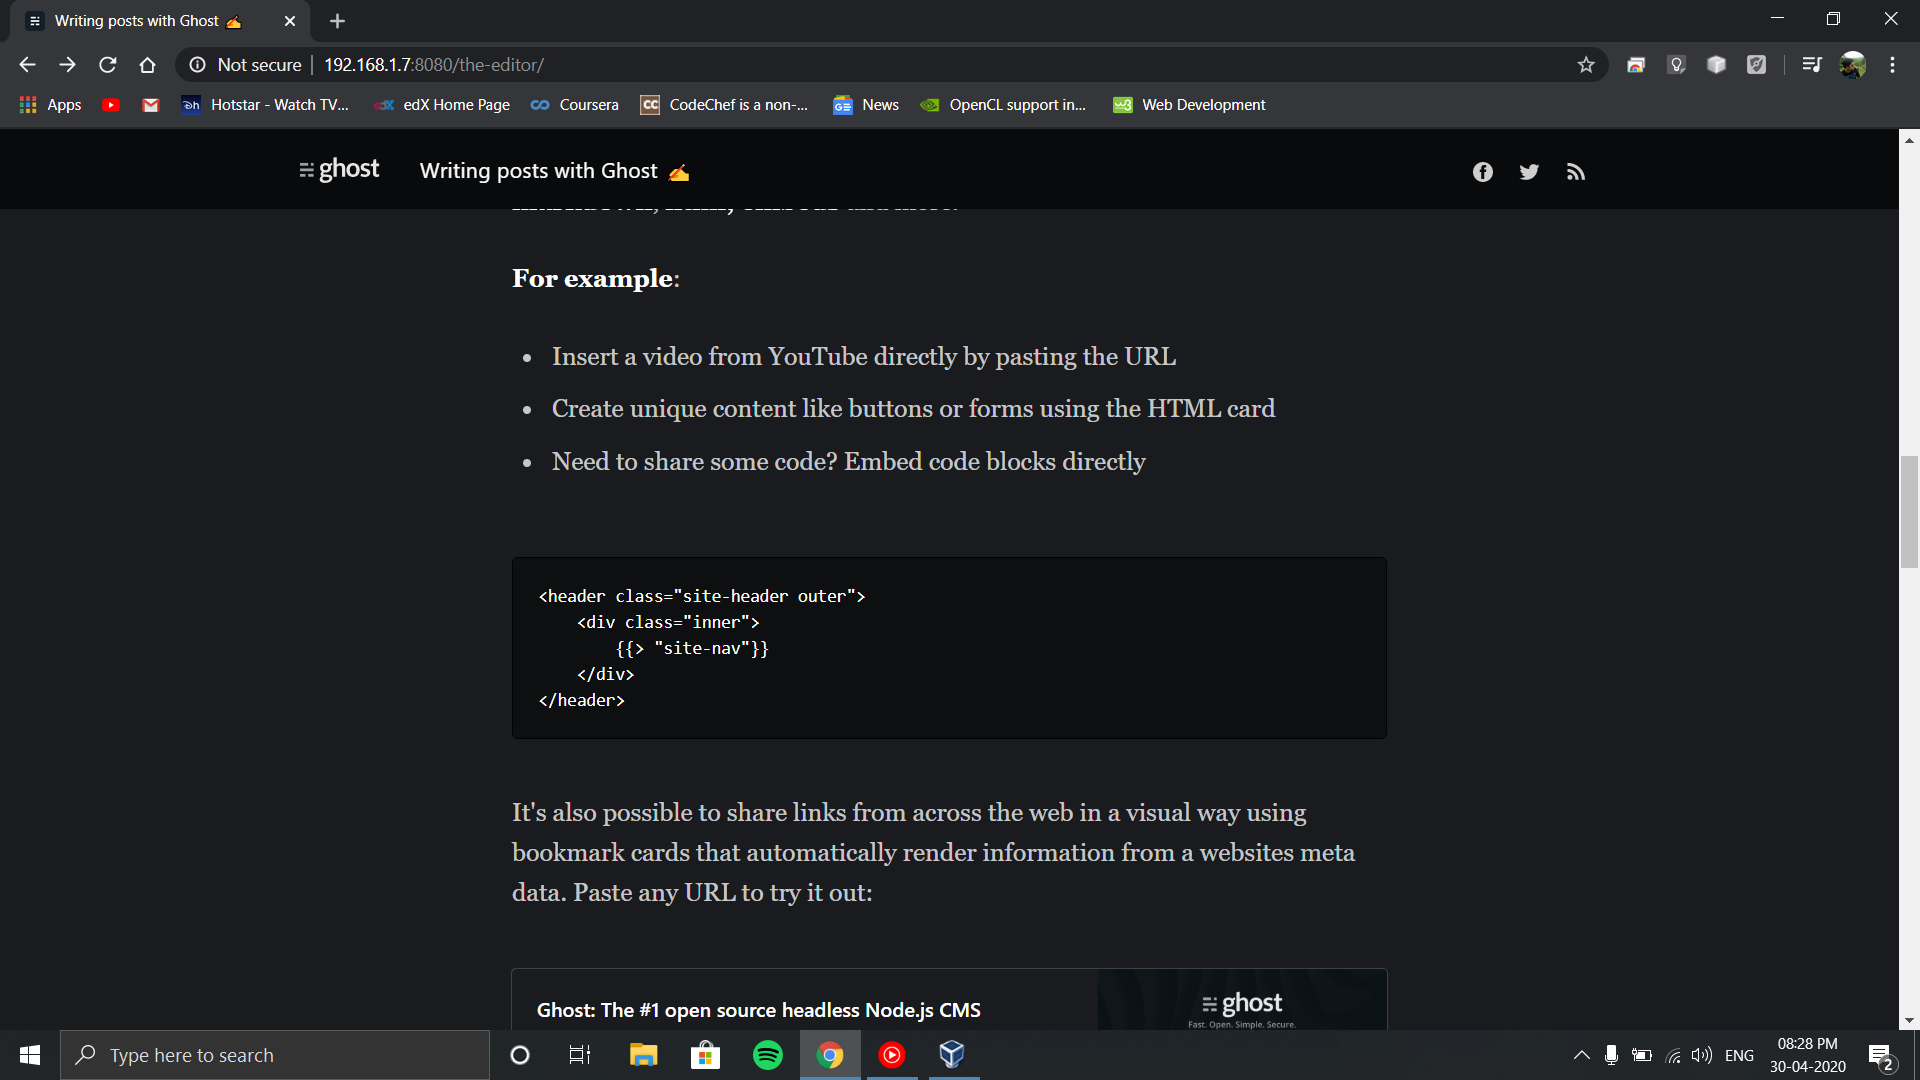 Writing posts with Ghost ✍️
Not secure | 192.168.1.7:8080/the-editor/
Apps
Hotstar - Watch TV...
edX Home Page
Coursera
CodeChef is a non-...
News
OpenCL support in...
Web Development
ghost
Writing posts with Ghost ✍️
For example:
• Insert a video from YouTube directly by pasting the URL
• Create unique content like buttons or forms using the HTML card
• Need to share some code? Embed code blocks directly
<header class="site-header outer">
    <div class="inner">
        {{> "site-nav"}}
    </div>
</header>
It's also possible to share links from across the web in a visual way using
bookmark cards that automatically render information from a websites meta
data. Paste any URL to try it out:
Ghost: The #1 open source headless Node.js CMS
ghost
Fast. Open. Simple. Secure.
Type here to search
ENG
08:28 PM
30-04-2020
2